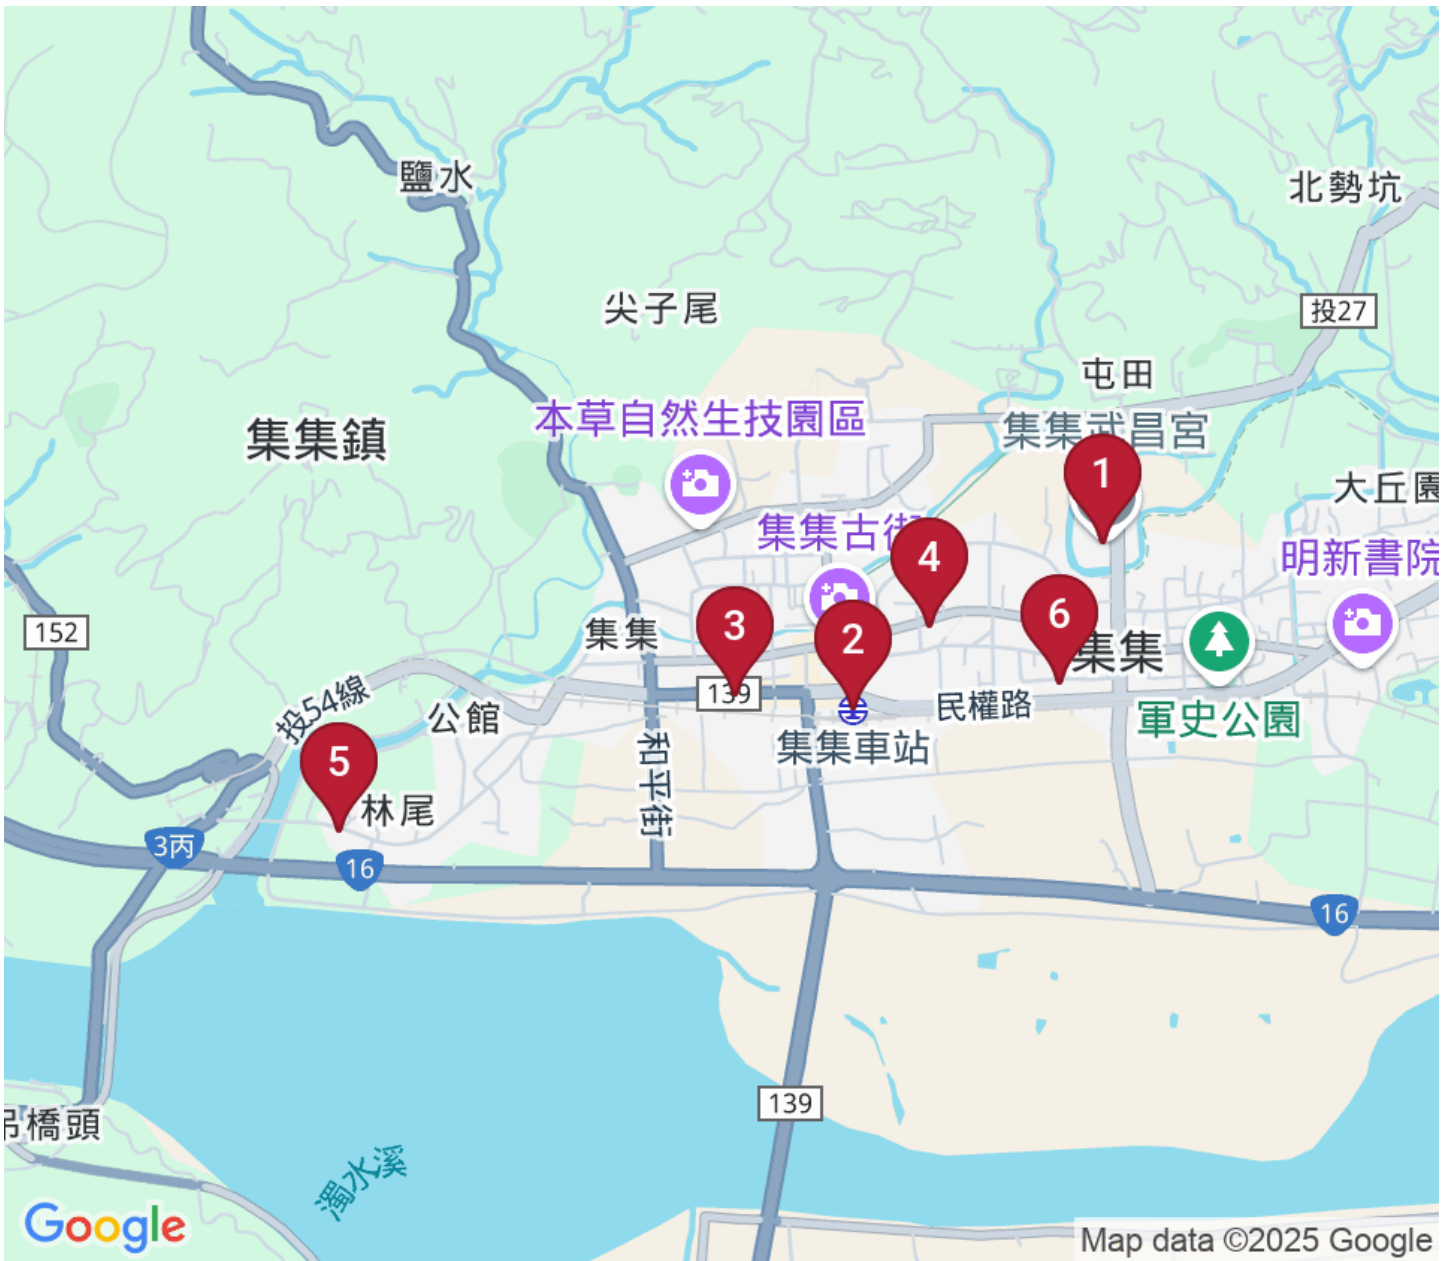 鹽水
北勢坑
尖子尾
投27
屯田
本草自然生技園區
集集武昌宮
集集鎮
1
大丘園
集集古街
4
明新書院
152
集集
3
2
6
集集
139
投54線
公館
民權路
軍史公園
集集車站
5
和平街
林尾
3丙
16
16
139
吊橋頭
濁水溪
Google
Map data ©2025 Google